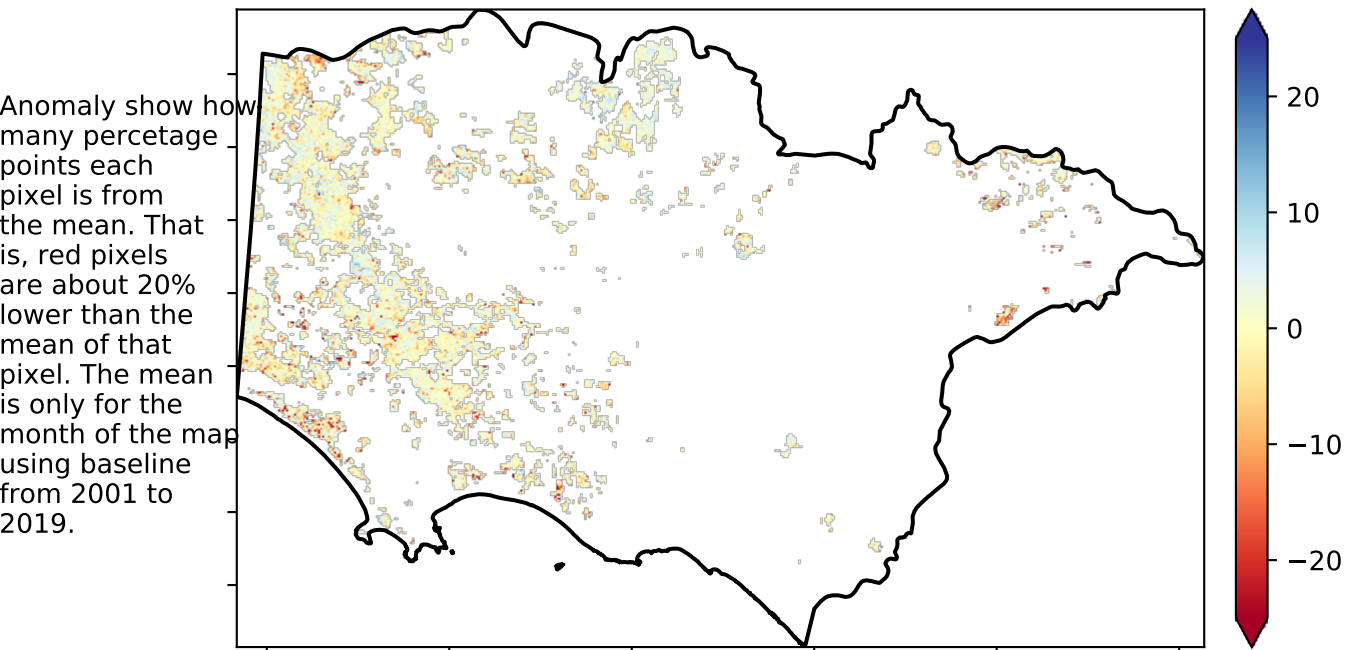 Anomaly show how
many percetage
points each
pixel is from
the mean. That
is, red pixels
are about 20%
lower than the
mean of that
pixel. The mean
is only for the
month of the map
using baseline
from 2001 to
2019.
20
10
0
−10
−20